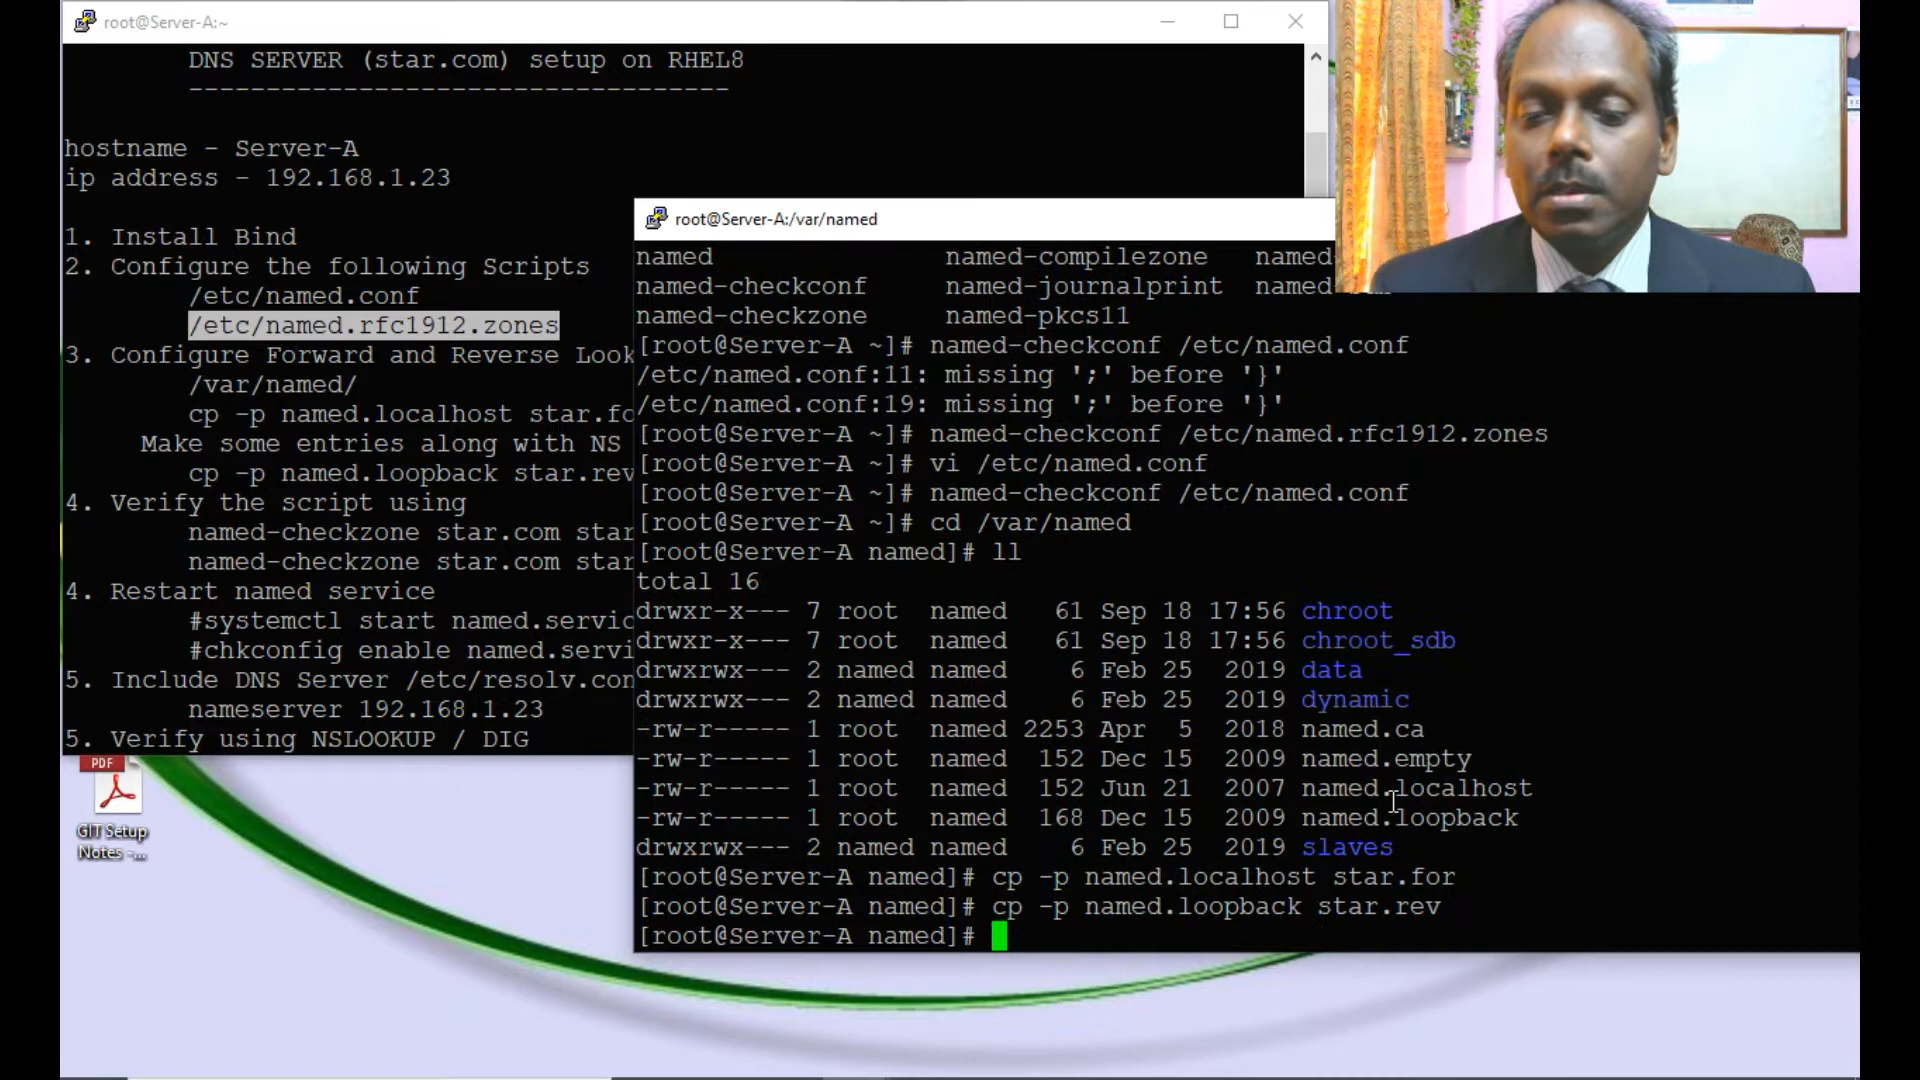 root@Server-A:~
DNS SERVER (star.com) setup on RHEL8
-----------------------------------
hostname - Server-A
ip address - 192.168.1.23
1. Install Bind
2. Configure the following Scripts
/etc/named.conf
/etc/named.rfc1912.zones
3. Configure Forward and Reverse Look
/var/named/
cp -p named.localhost star.fo
Make some entries along with NS
cp -p named.loopback star.rev
4. Verify the script using
named-checkzone star.com star
named-checkzone star.com star
4. Restart named service
#systemctl start named.servic
#chkconfig enable named.servi
5. Include DNS Server /etc/resolv.con
nameserver 192.168.1.23
5. Verify using NSLOOKUP / DIG
root@Server-A:/var/named
named named-compilezone named
named-checkconf named-journalprint named
named-checkzone named-pkcs11
[root@Server-A ~]# named-checkconf /etc/named.conf
/etc/named.conf:11: missing ';' before '}'
/etc/named.conf:19: missing ';' before '}'
[root@Server-A ~]# named-checkconf /etc/named.rfc1912.zones
[root@Server-A ~]# vi /etc/named.conf
[root@Server-A ~]# named-checkconf /etc/named.conf
[root@Server-A ~]# cd /var/named
[root@Server-A named]# ll
total 16
drwxr-x--- 7 root named 61 Sep 18 17:56 chroot
drwxr-x--- 7 root named 61 Sep 18 17:56 chroot_sdb
drwxrwx--- 2 named named 6 Feb 25 2019 data
drwxrwx--- 2 named named 6 Feb 25 2019 dynamic
-rw-r----- 1 root named 2253 Apr 5 2018 named.ca
-rw-r----- 1 root named 152 Dec 15 2009 named.empty
-rw-r----- 1 root named 152 Jun 21 2007 named.localhost
-rw-r----- 1 root named 168 Dec 15 2009 named.loopback
drwxrwx--- 2 named named 6 Feb 25 2019 slaves
[root@Server-A named]# cp -p named.localhost star.for
[root@Server-A named]# cp -p named.loopback star.rev
[root@Server-A named]#
PDF
GIT Setup
Notes -...